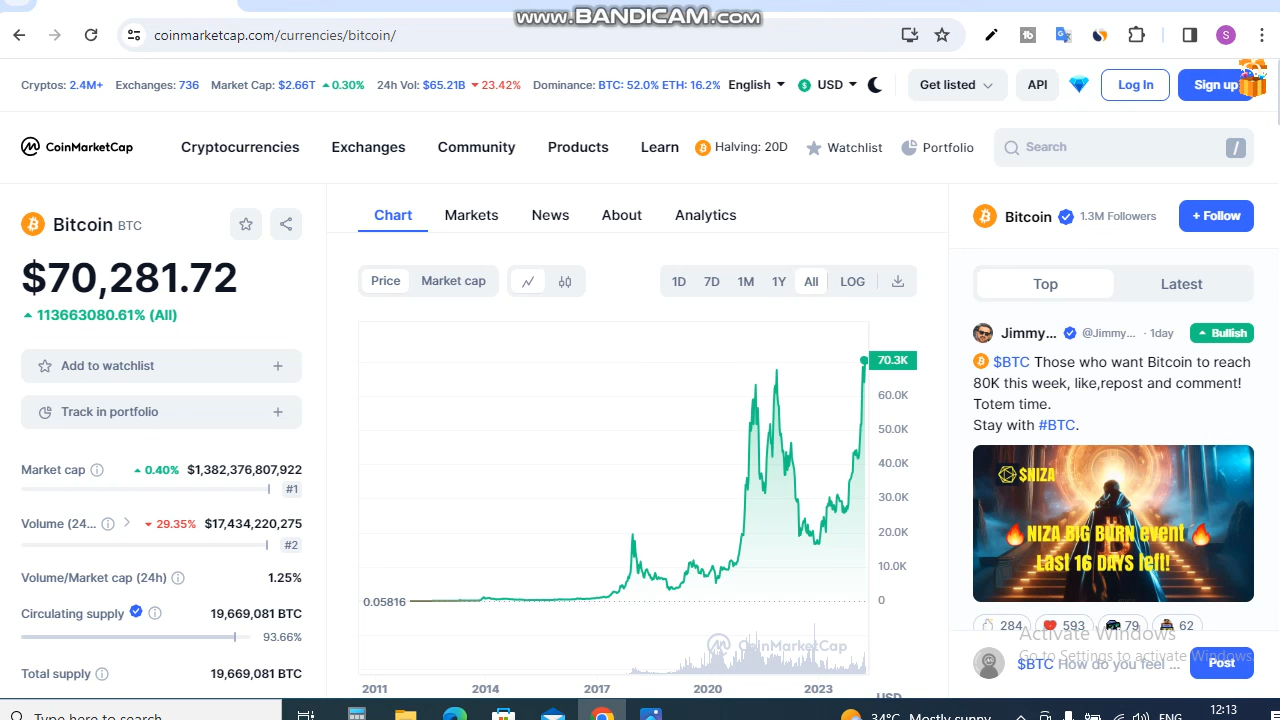 www.BANDICAM.com
coinmarketcap.com/currencies/bitcoin/
S
Cryptos: 2.4M+ Exchanges: 736 Market Cap: $2.66T 0.30% 24h Vol: $65.21B 23.42% Dominance: BTC: 52.0% ETH: 16.2% English USD Get listed API Log In Sign up
CoinMarketCap Cryptocurrencies Exchanges Community Products Learn Halving: 20D Watchlist Portfolio Search /
Bitcoin BTC
$70,281.72
113663080.61% (All)
Add to watchlist +
Track in portfolio +
Market cap 0.40% $1,382,376,807,922
#1
Volume (24... 29.35% $17,434,220,275
#2
Volume/Market cap (24h) 1.25%
Circulating supply 19,669,081 BTC
93.66%
Total supply 19,669,081 BTC
Chart Markets News About Analytics
Price Market cap 1D 7D 1M 1Y All LOG
70.3K
60.0K
50.0K
40.0K
30.0K
20.0K
10.0K
0.05816 0
CoinMarketCap
2011 2014 2017 2020 2023 USD
Bitcoin 1.3M Followers + Follow
Top Latest
Jimmy... @Jimmy... · 1day Bullish
$BTC Those who want Bitcoin to reach
80K this week, like,repost and comment!
Totem time.
Stay with #BTC.
$NIZA
NIZA BIG BURN event
Last 16 DAYS left!
284 593 79 62
Activate Windows
Go to Settings to activate Windows.
$BTC How do you feel ... Post
Type here to search 34°C Mostly sunny ENG 12:13